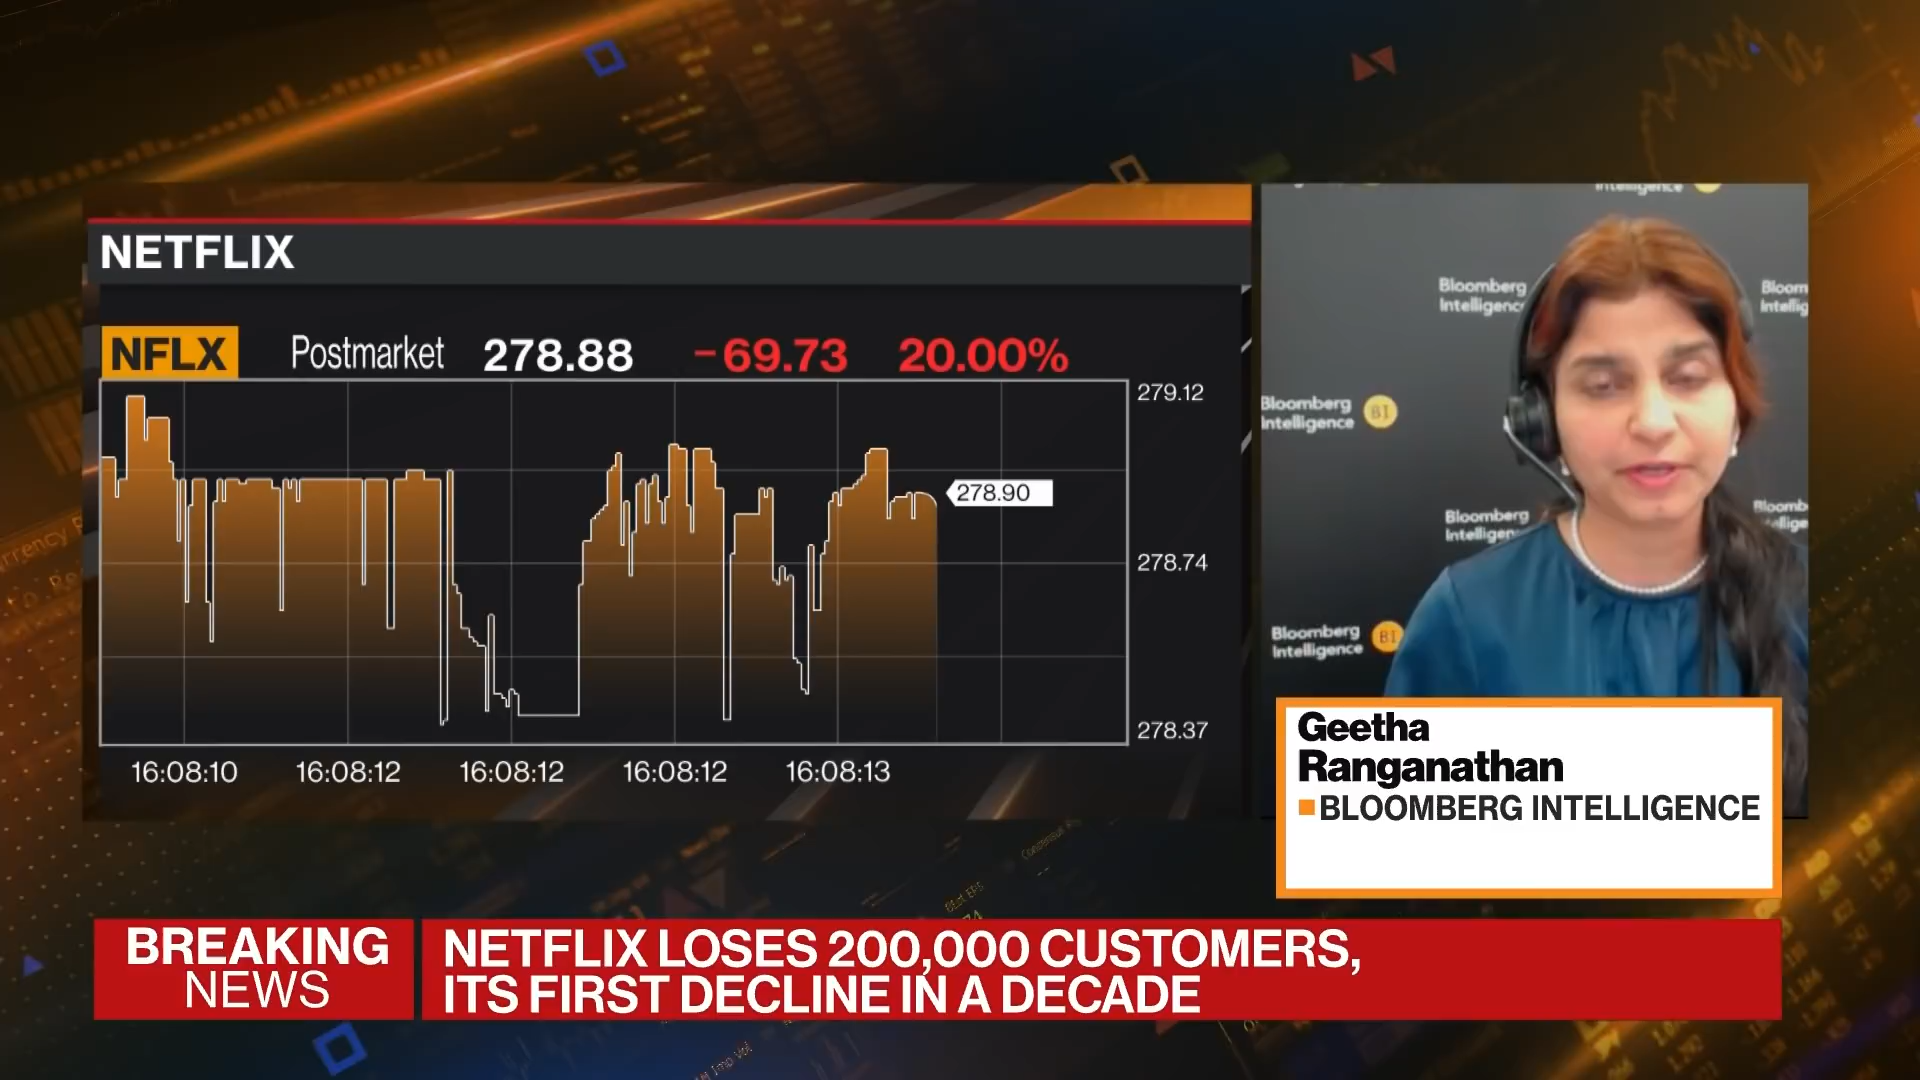 NETFLIX
NFLX Postmarket 278.88 -69.73 20.00%
279.12
278.90
278.74
278.37
16:08:10 16:08:12 16:08:12 16:08:12 16:08:13
Intelligence
Bloomberg
Intelligence
Bloomberg
Intelligence
BI
Bloomberg
Intelligence
Bloomberg
Intelligence
BI
Geetha
Ranganathan
BLOOMBERG INTELLIGENCE
BREAKING
NEWS
NETFLIX LOSES 200,000 CUSTOMERS,
ITS FIRST DECLINE IN A DECADE